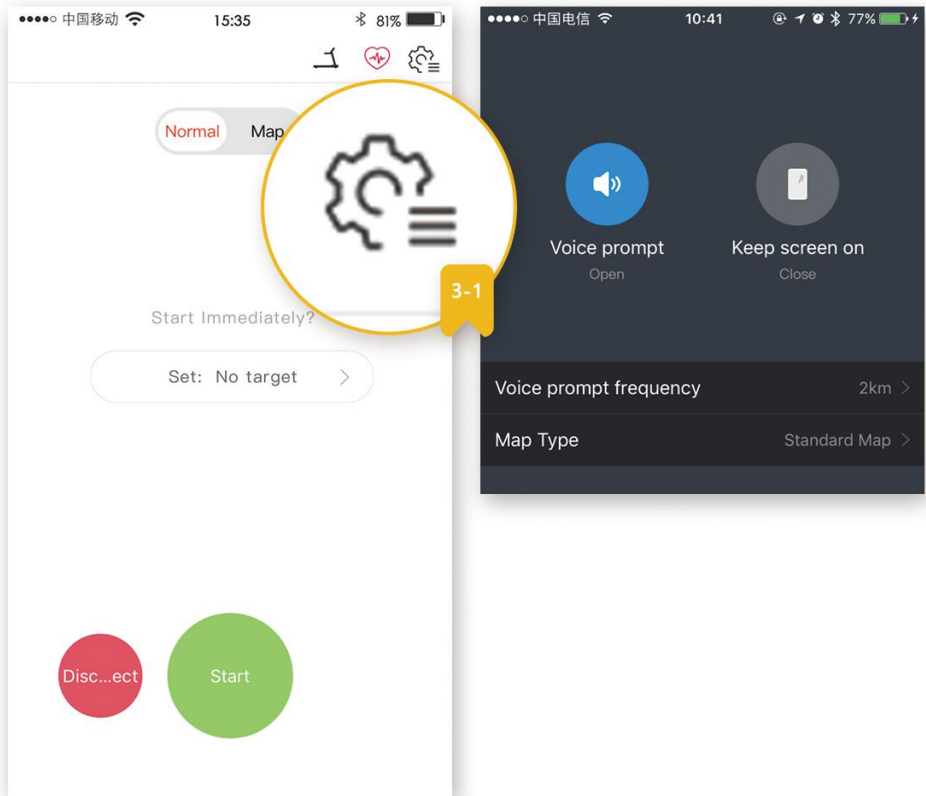 中国移动 15:35 81%
Normal Map
3-1
Start Immediately?
Set: No target
Disc...ect
Start
中国电信 10:41 77%
Voice prompt
Open
Keep screen on
Close
Voice prompt frequency 2km
Map Type Standard Map